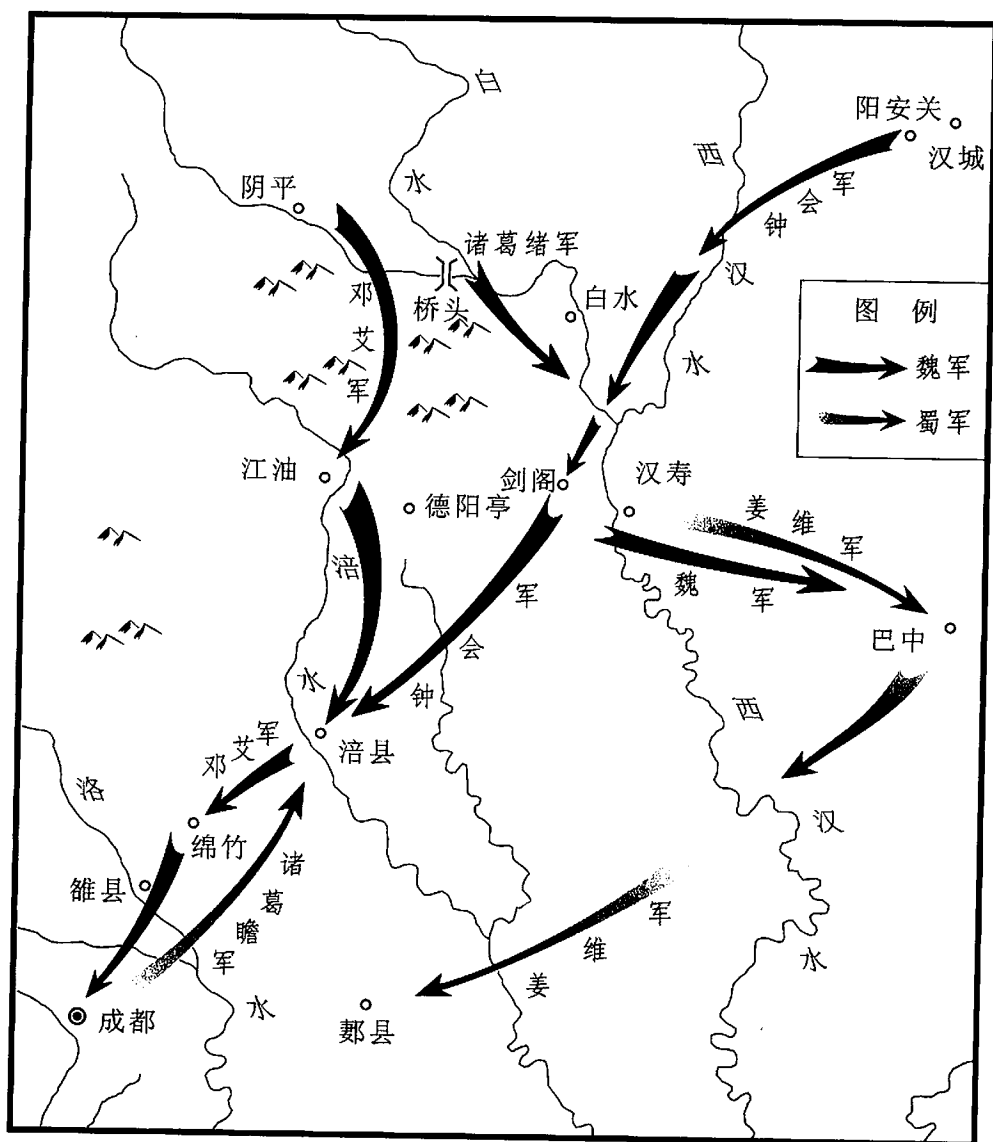 白水
西汉水
阳安关
汉城
钟会军
阴平
诸葛绪军
桥头
白水
邓艾军
图 例
魏军
蜀军
江油
德阳亭
剑阁
汉寿
姜维军
魏军
巴中
涪水
钟会军
涪县
西汉水
邓艾军
绵竹
诸葛瞻军
雒县
洛水
姜维军
成都
郪县